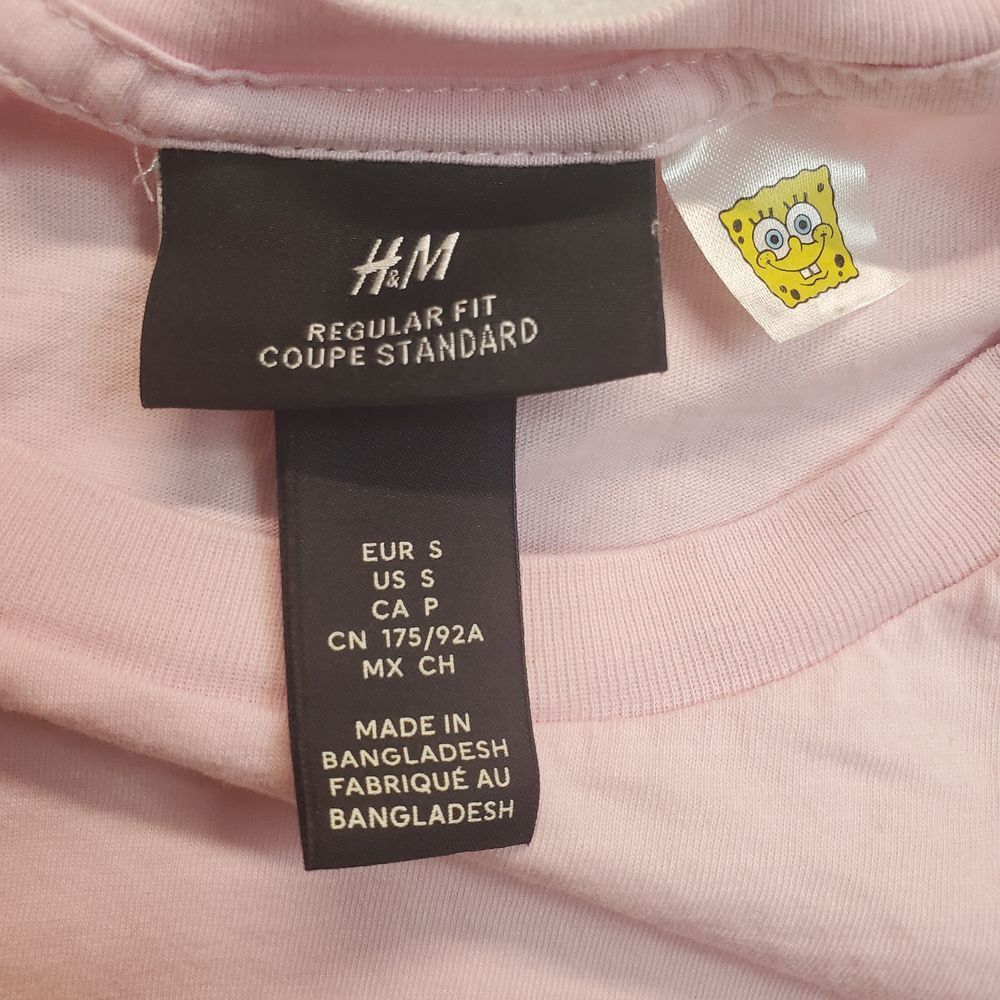 H&M
REGULAR FIT
COUPE STANDARD
EUR S
US S
CA P
CN 175/92A
MX CH
MADE IN
BANGLADESH
FABRIQUÉ AU
BANGLADESH